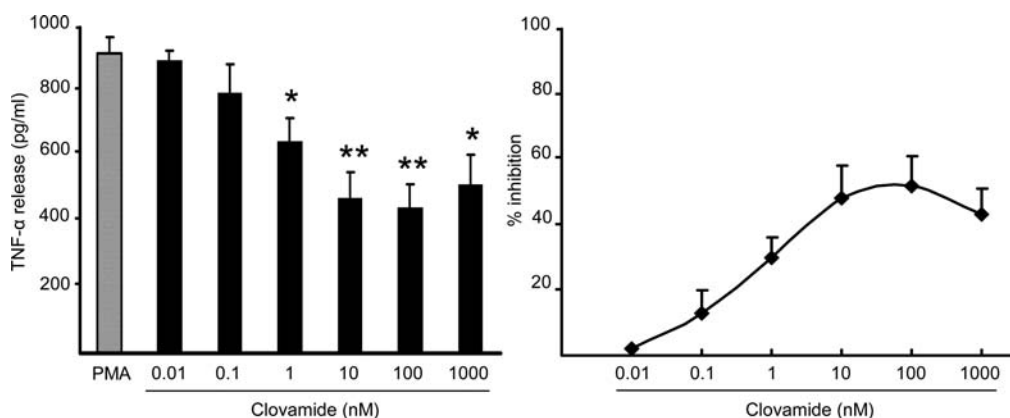 1000
800
600
400
200
TNF-α release (pg/ml)
*
**
**
*
PMA 0.01 0.1 1 10 100 1000
Clovamide (nM)
100
80
60
40
20
% inhibition
0.01 0.1 1 10 100 1000
Clovamide (nM)